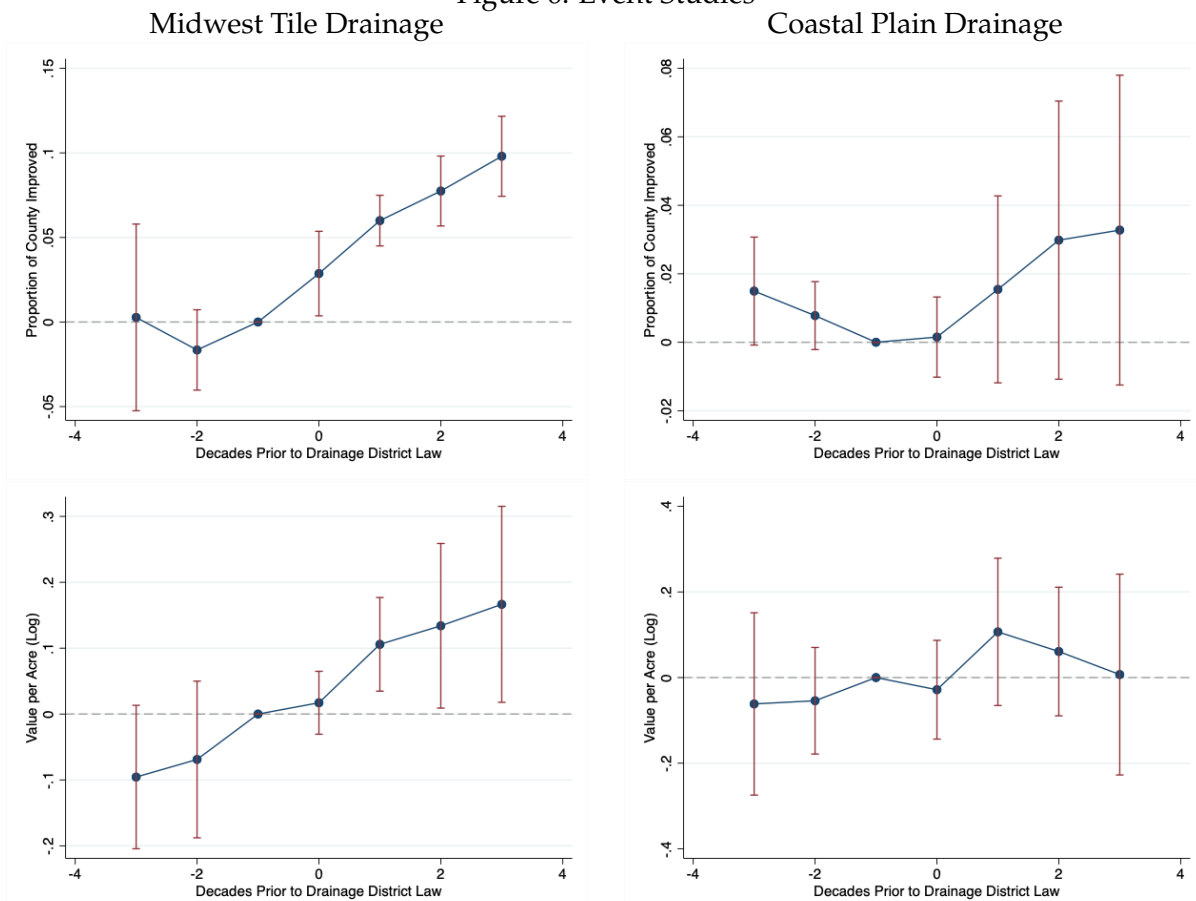 Figure Event Studies
Midwest Tile Drainage
Coastal Plain Drainage
Proportion of County Improved
.15
.1
.05
0
-.05
-4 -2 0 2 4
Decades Prior to Drainage District Law
Proportion of County Improved
.08
.06
.04
.02
0
-.02
-4 -2 0 2 4
Decades Prior to Drainage District Law
Value per Acre (Log)
.3
.2
.1
0
-.1
-.2
-4 -2 0 2 4
Decades Prior to Drainage District Law
Value per Acre (Log)
.4
.2
0
-.2
-.4
-4 -2 0 2 4
Decades Prior to Drainage District Law